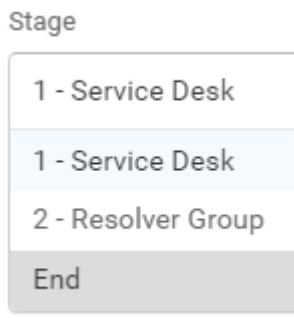 Stage
1 - Service Desk
1 - Service Desk
2 - Resolver Group
End